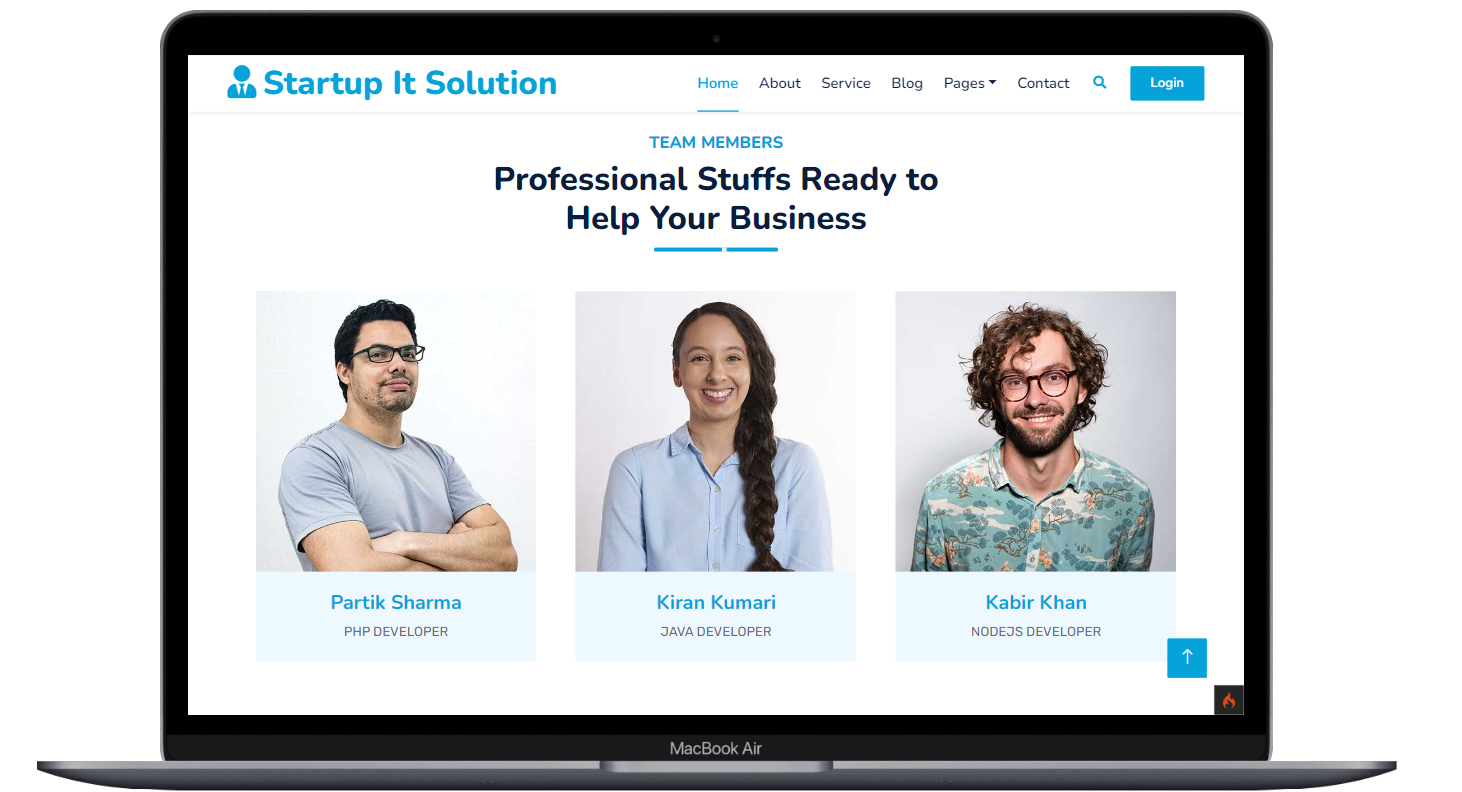 Startup It Solution
Home About Service Blog Pages Contact Login
TEAM MEMBERS
Professional Stuffs Ready to
Help Your Business
Partik Sharma Kiran Kumari Kabir Khan
PHP DEVELOPER JAVA DEVELOPER NODEJS DEVELOPER
MacBook Air